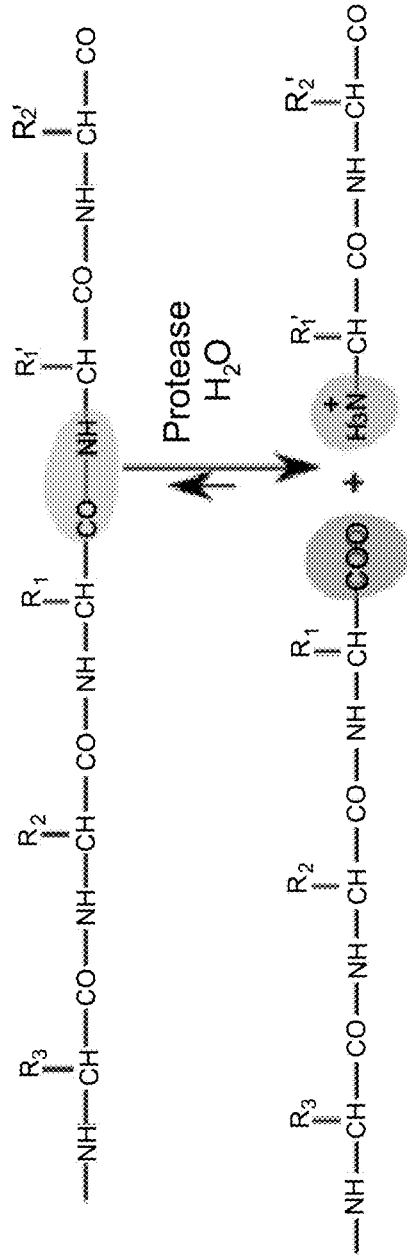 R3 R2 R1 R1' R2'
NH—CH—CO—NH—CH—CO—NH—CH—CO—NH—CH—CO—NH—CH—CO
Protease
H2O
R3 R2 R1 + R1' R2'
NH—CH—CO—NH—CH—CO—NH—CH—COO + H3N—CH—CO—NH—CH—CO